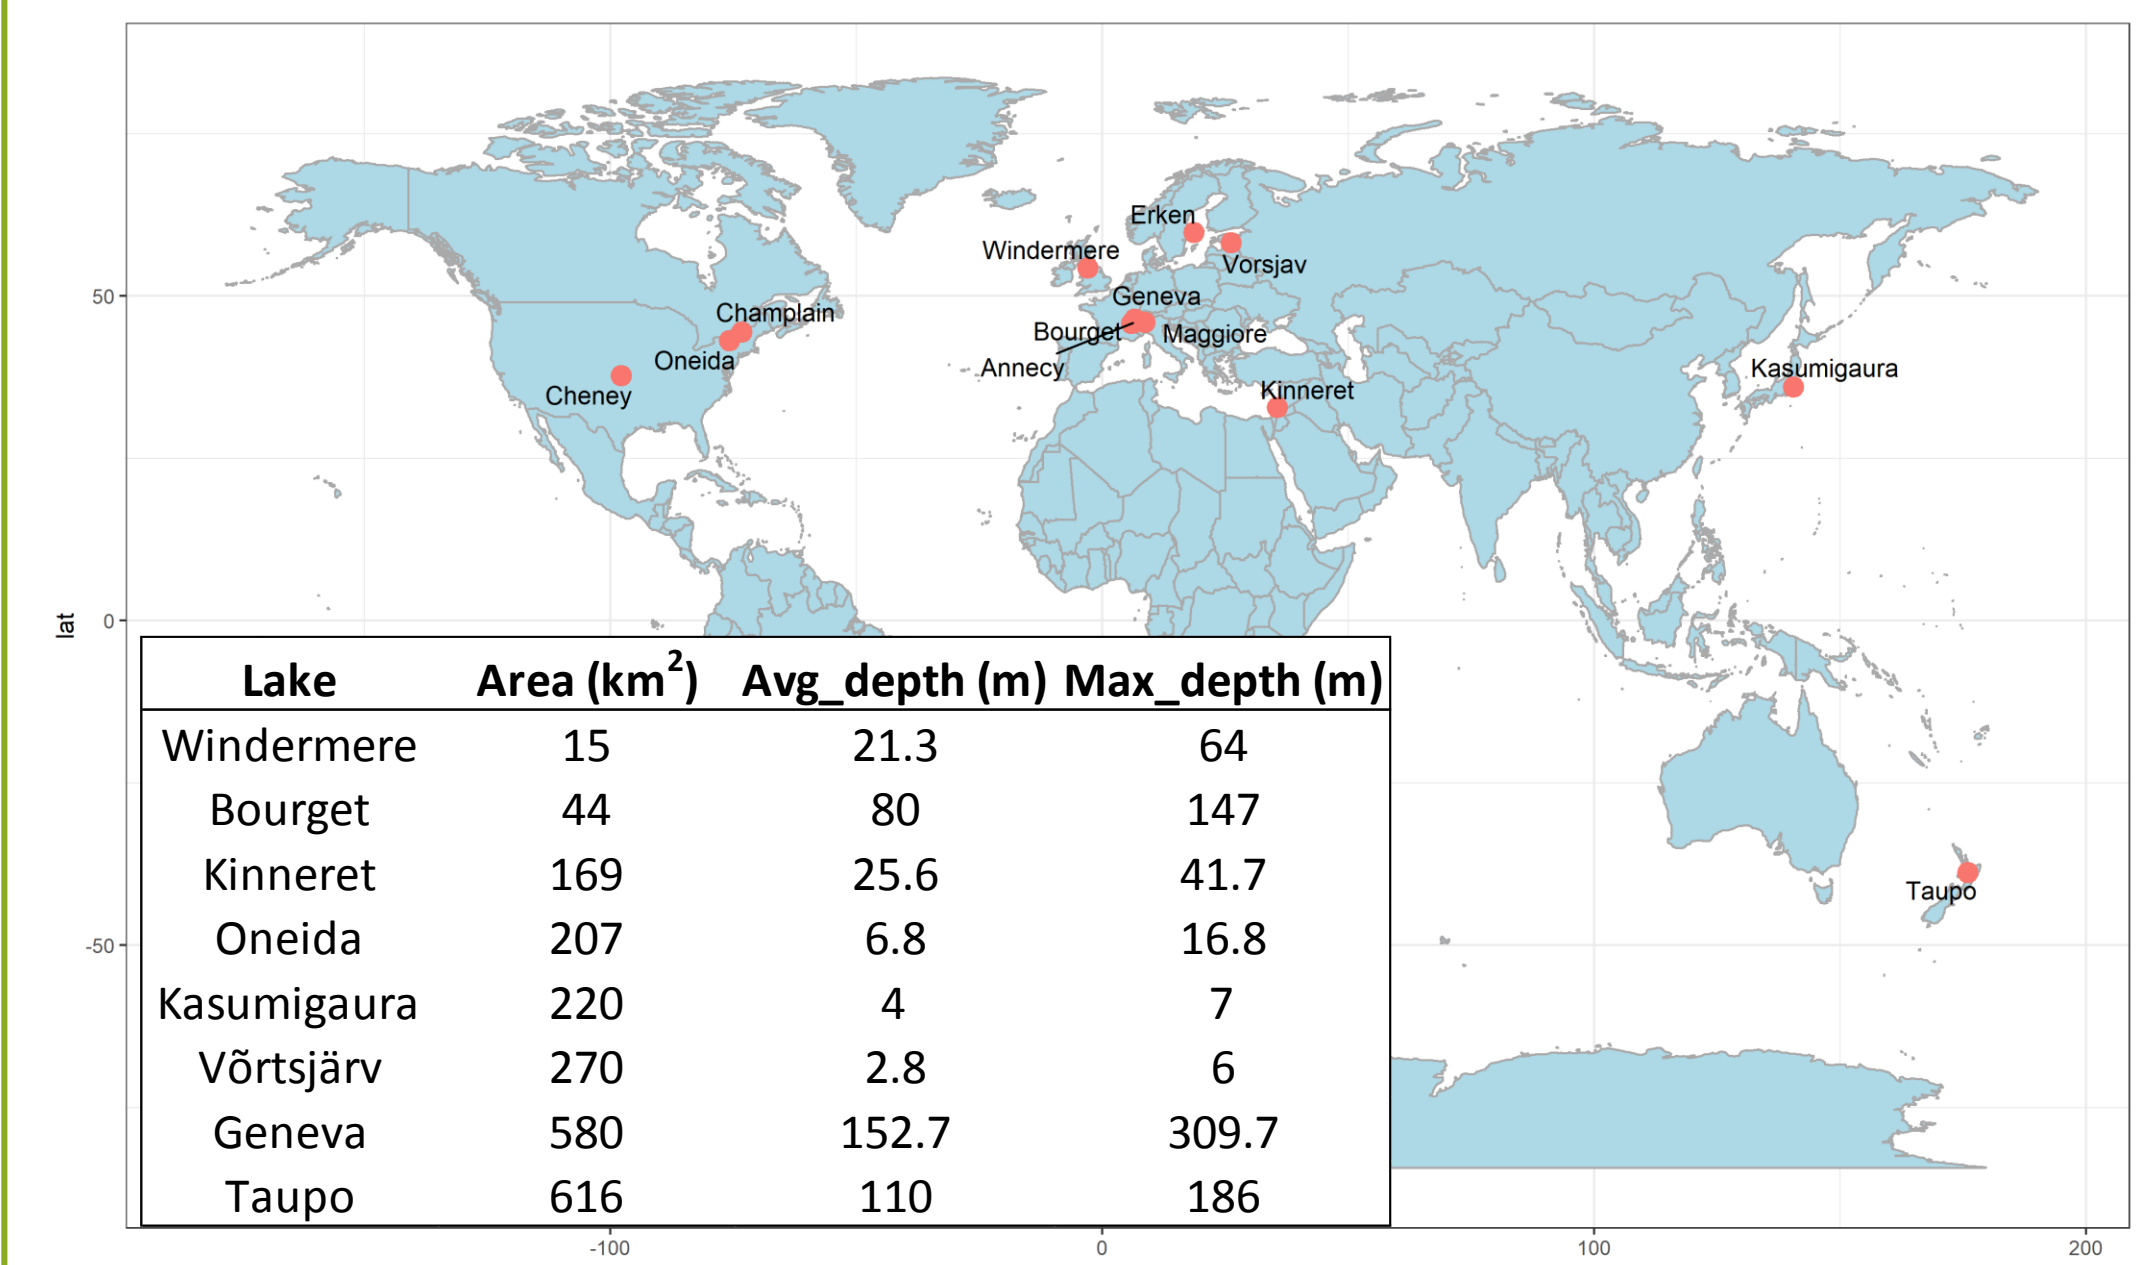 Erken
Windermere
Vorsjav
Geneva
50
Champlain
Bourget
Maggiore
Oneida
Annecy
Kasumigaura
Cheney
Kinneret
lat
0
Lake Area (km²) Avg_depth (m) Max_depth (m)
Windermere 15 21.3 64
Bourget 44 80 147
Kinneret 169 25.6 41.7
Taupo
Oneida 207 6.8 16.8
-50
Kasumigaura 220 4 7
Võrtsjärv 270 2.8 6
Geneva 580 152.7 309.7
Taupo 616 110 186
-100 0 100 200